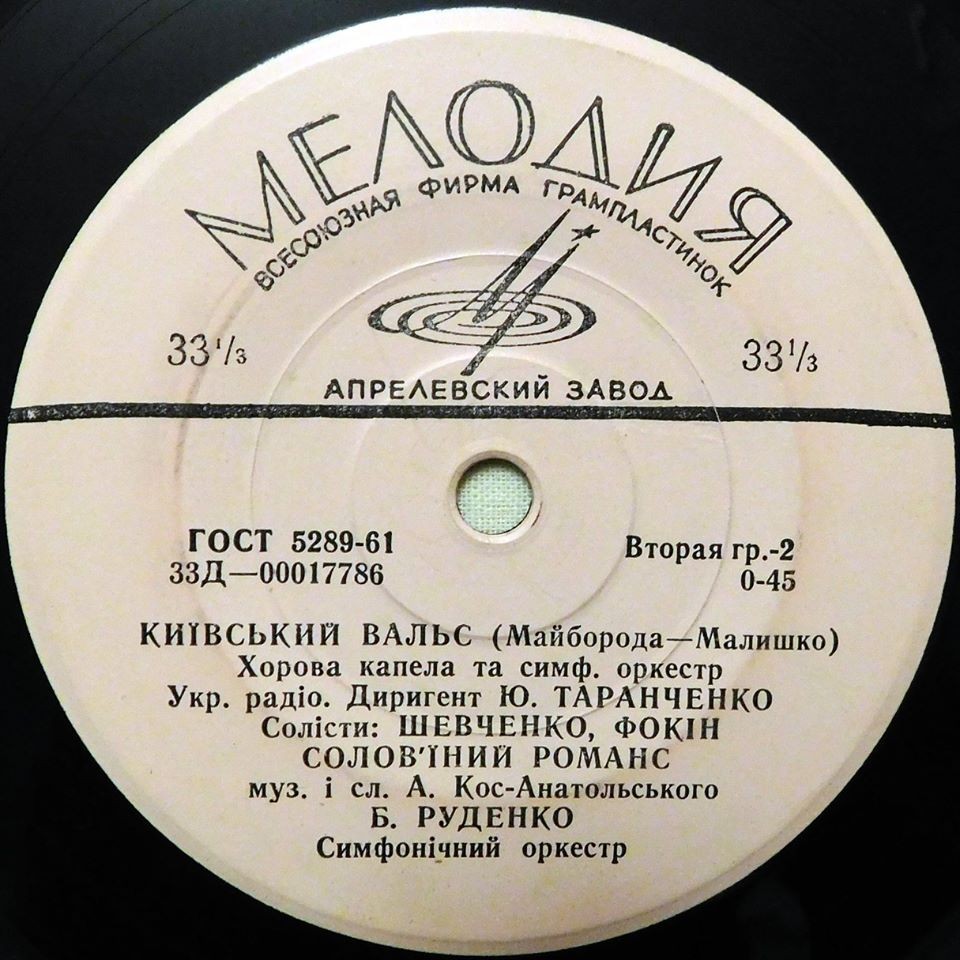 МЕЛОДИЯ
ВСЕСОЮЗНАЯ ФИРМА ГРАМПЛАСТИНОК
33⅓ 33⅓
АПРЕЛЕВСКИЙ ЗАВОД
ГОСТ 5289-61 Вторая гр.-2
33Д—00017786 0-45
КИЇВСЬКИЙ ВАЛЬС (Майборода—Малишко)
Хорова капела та симф. оркестр
Укр. радіо. Диригент Ю. ТАРАНЧЕНКО
Солісти: ШЕВЧЕНКО, ФОКІН
СОЛОВ'ЇНИЙ РОМАНС
муз. і сл. А. Кос-Анатольського
Б. РУДЕНКО
Симфонічний оркестр